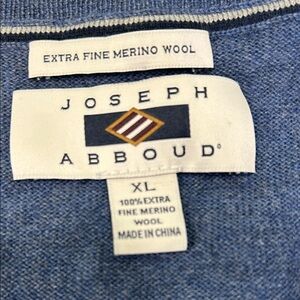 EXTRA FINE MERINO WOOL
JOSEPH
ABBOUD
XL
100% EXTRA
FINE MERINO
WOOL
MADE IN CHINA